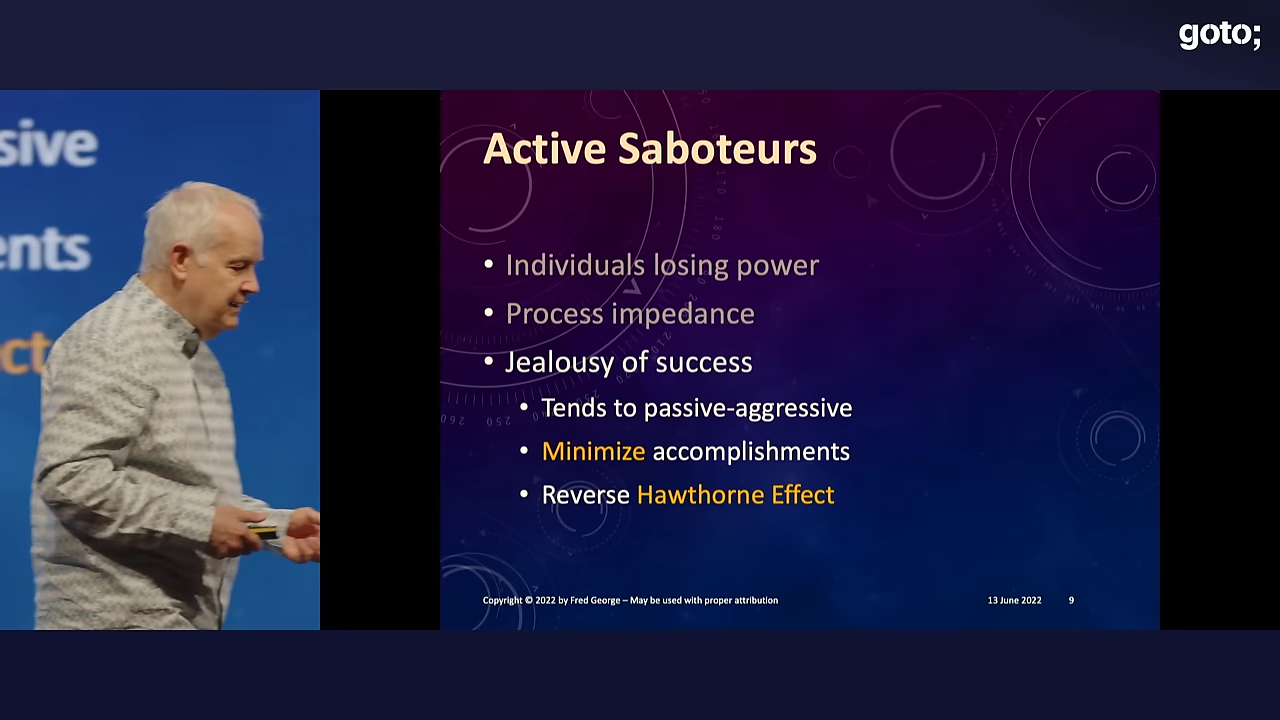 goto;
sive
ents
ect
Active Saboteurs
• Individuals losing power
• Process impedance
• Jealousy of success
• Tends to passive-aggressive
• Minimize accomplishments
• Reverse Hawthorne Effect
Copyright © 2022 by Fred George – May be used with proper attribution
13 June 2022
9